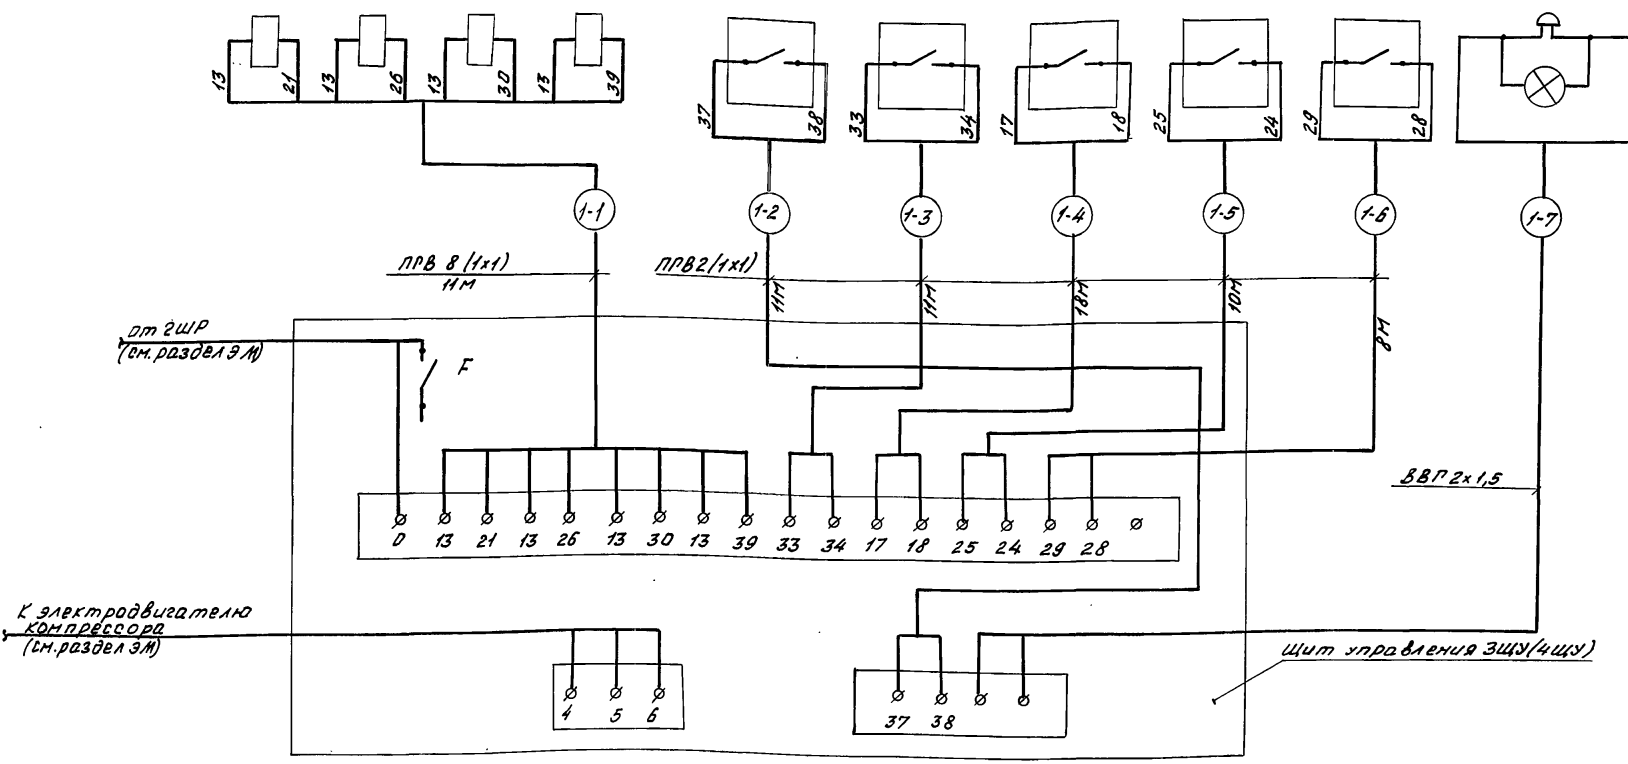 13 21 13 26 13 30 13 39
37 38 33 34 17 18 25 24 29 28
1-1 1-2 1-3 1-4 1-5 1-6 1-7
ПРВ 8 (1х1)
11М
ПРВ2(1х1)
11М 11М 18М 10М 8М
От 2ШР
(см. раздел ЭМ)
F
ВВГ 2х1,5
0 13 21 13 26 13 30 13 39 33 34 17 18 25 24 29 28
К электродвигателю
компрессора
(см. раздел ЭМ)
Щит управления 3ЩУ(4ЩУ)
4 5 6
37 38